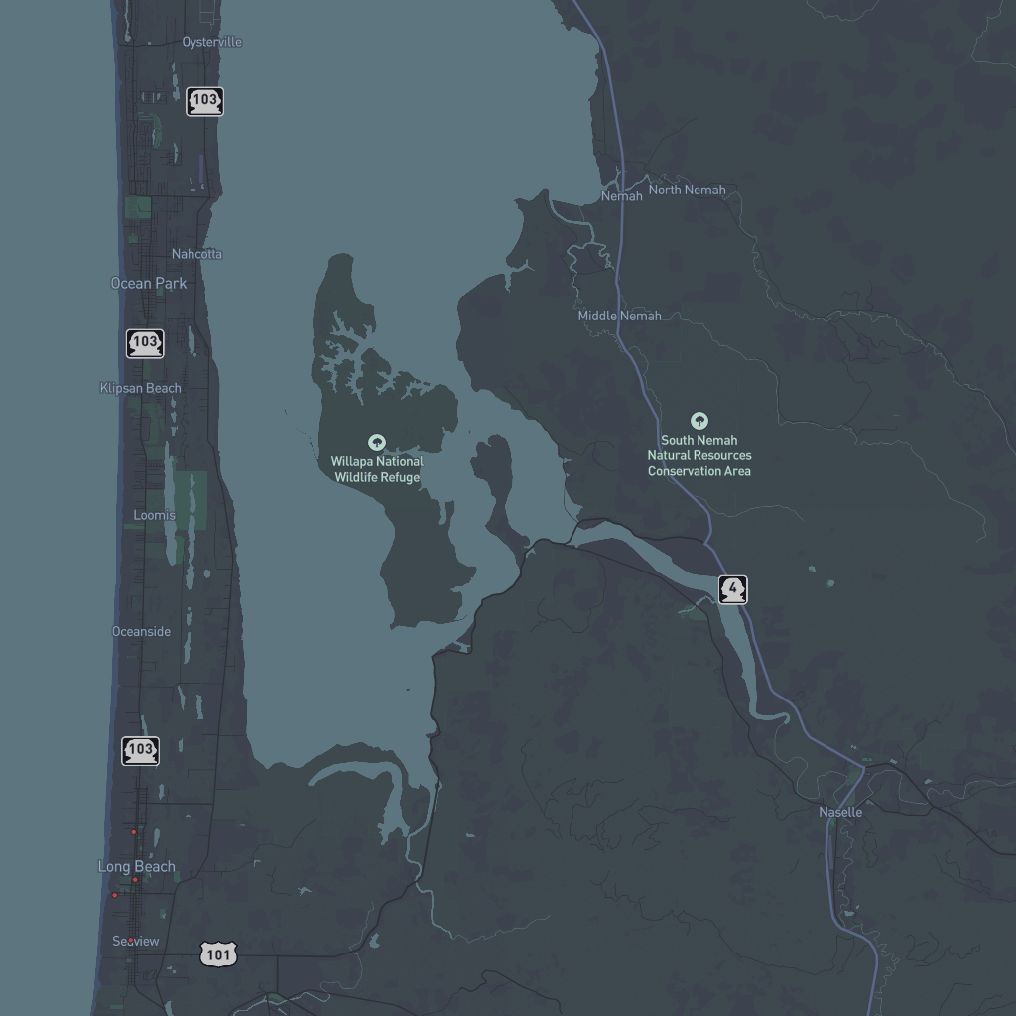 Oysterville
103
Nemah
North Nemah
Nahcotta
Ocean Park
Middle Nemah
103
Klipsan Beach
South Nemah
Natural Resources
Conservation Area
Willapa National
Wildlife Refuge
Loomis
4
Oceanside
103
Naselle
Long Beach
Seaview
101